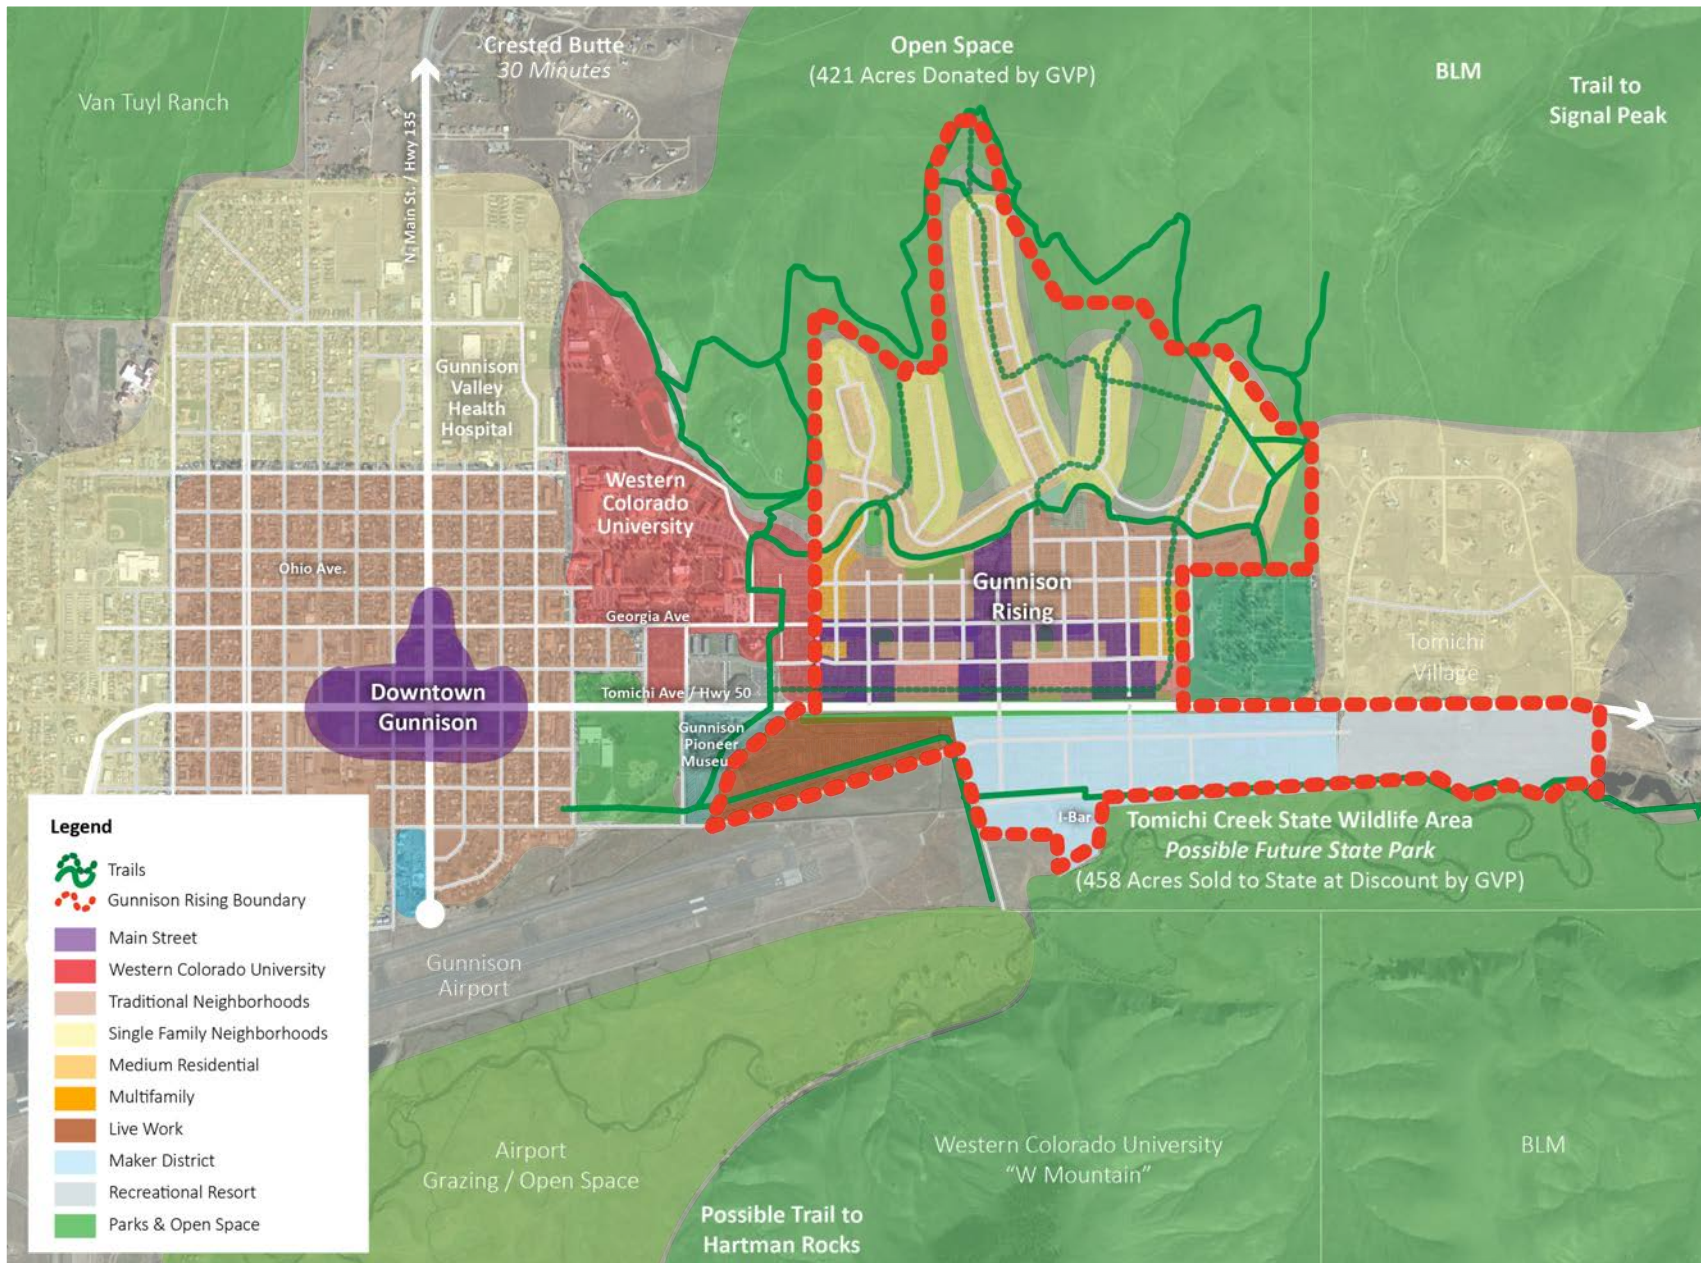 Van Tuyl Ranch
Crested Butte
30 Minutes
N. Main St. / Hwy 135
Open Space
(421 Acres Donated by GVP)
BLM
Trail to
Signal Peak
Gunnison
Valley
Health
Hospital
Western
Colorado
University
Ohio Ave.
Georgia Ave
Gunnison
Rising
Tomichi
Village
Downtown
Gunnison
Tomichi Ave / Hwy 50
Gunnison
Pioneer
Museum
I-Bar
Tomichi Creek State Wildlife Area
Possible Future State Park
(458 Acres Sold to State at Discount by GVP)
Gunnison
Airport
Airport
Grazing / Open Space
Western Colorado University
"W Mountain"
BLM
Possible Trail to
Hartman Rocks
Legend
Trails
Gunnison Rising Boundary
Main Street
Western Colorado University
Traditional Neighborhoods
Single Family Neighborhoods
Medium Residential
Multifamily
Live Work
Maker District
Recreational Resort
Parks & Open Space